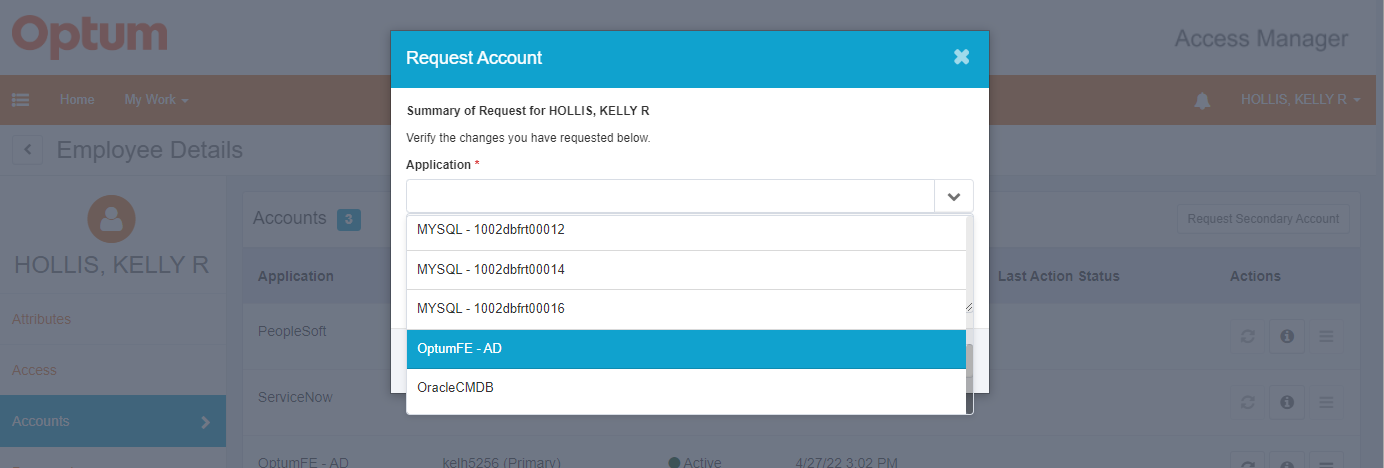 Optum
Access Manager
Home
My Work
HOLLIS, KELLY R
Employee Details
HOLLIS, KELLY R
Attributes
Access
Accounts
Accounts 3
Request Secondary Account
Application
Last Action Status
Actions
PeopleSoft
ServiceNow
OptumFE - AD
kelh5256 (Primary)
Active
4/27/22 3:02 PM
Request Account
Summary of Request for HOLLIS, KELLY R
Verify the changes you have requested below.
Application *
MYSQL - 1002dbfrt00012
MYSQL - 1002dbfrt00014
MYSQL - 1002dbfrt00016
OptumFE - AD
OracleCMDB